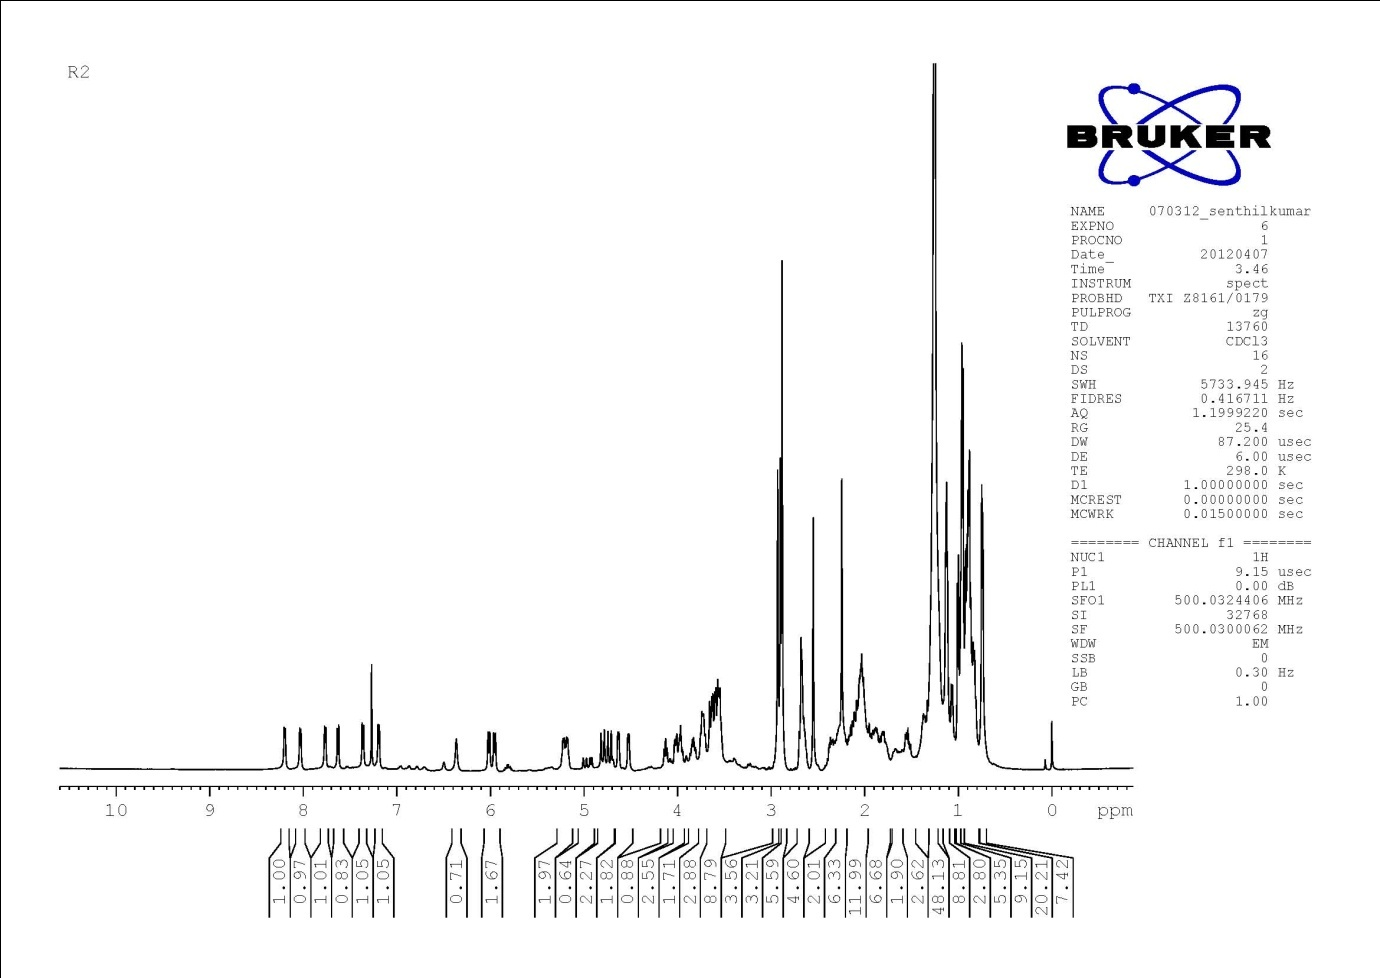 R2
BRUKER
NAME 070312_senthilkumar
EXPNO 6
PROCNO 1
Date_ 20120407
Time 3.46
INSTRUM spect
PROBHD TXI Z8161/0179
PULPROG zg
TD 13760
SOLVENT CDCl3
NS 16
DS 2
SWH 5733.945 Hz
FIDRES 0.416711 Hz
AQ 1.1999220 sec
RG 25.4
DW 87.200 usec
DE 6.00 usec
TE 298.0 K
D1 1.00000000 sec
MCREST 0.00000000 sec
MCWRK 0.01500000 sec
======== CHANNEL f1 ========
NUC1 1H
P1 9.15 usec
PL1 0.00 dB
SFO1 500.0324406 MHz
SI 32768
SF 500.0300062 MHz
WDW EM
SSB 0
LB 0.30 Hz
GB 0
PC 1.00
10 9 8 7 6 5 4 3 2 1 0 ppm
1.00
0.97
1.01
0.83
1.05
1.05
0.71
1.67
1.97
0.64
2.27
1.82
0.88
2.55
1.71
2.88
8.79
3.56
3.21
5.59
4.60
2.01
6.33
11.99
6.68
1.90
2.62
48.13
8.81
2.80
5.35
9.15
20.21
7.42